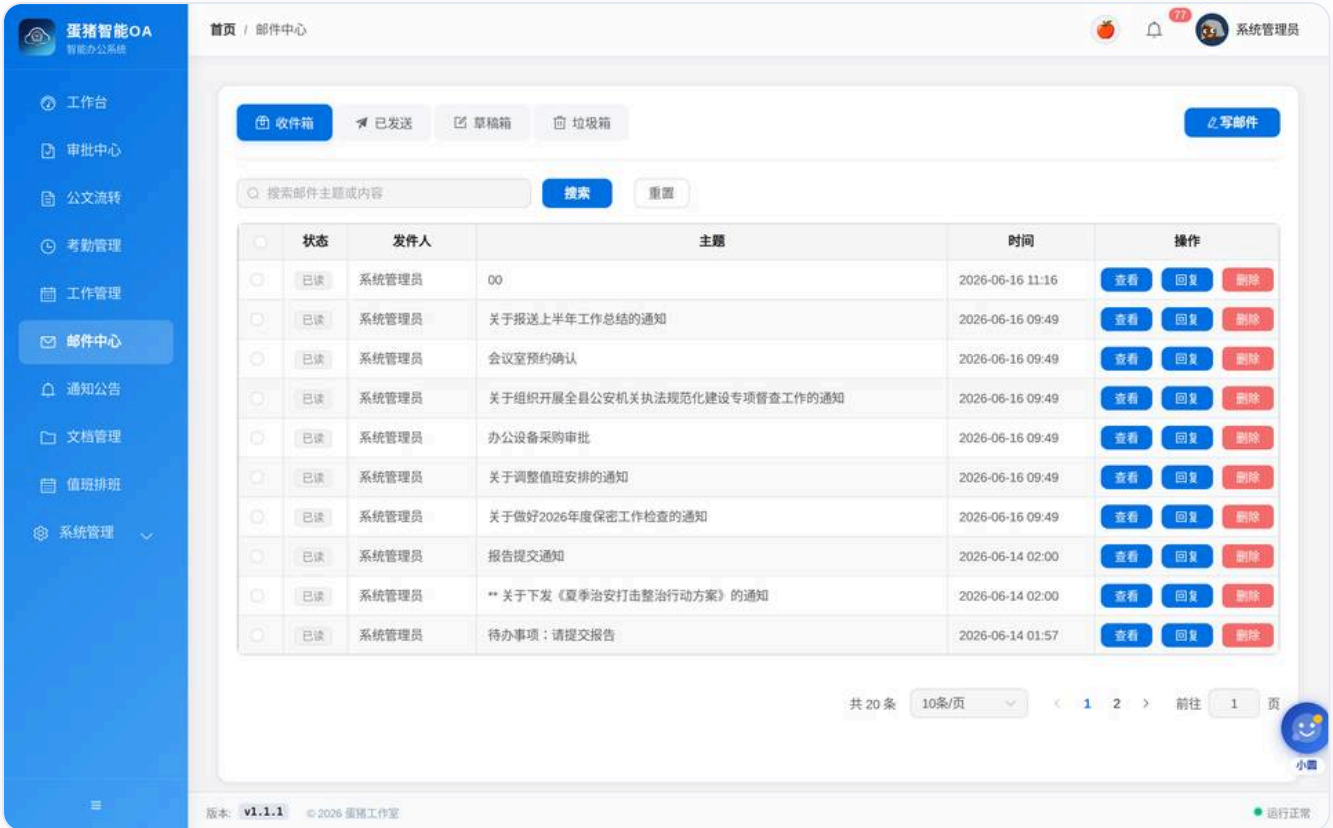 蛋猪智能OA
智能办公系统
首页 / 邮件中心
77
系统管理员
工作台
审批中心
公文流转
考勤管理
工作管理
邮件中心
通知公告
文档管理
值班排班
系统管理
收件箱 已发送 草稿箱 垃圾箱 写邮件
搜索邮件主题或内容 搜索 重置
状态 发件人 主题 时间 操作
已读 系统管理员 00 2026-06-16 11:16 查看 回复 删除
已读 系统管理员 关于报送上半年工作总结的通知 2026-06-16 09:49 查看 回复 删除
已读 系统管理员 会议室预约确认 2026-06-16 09:49 查看 回复 删除
已读 系统管理员 关于组织开展全县公安机关执法规范化建设专项督查工作的通知 2026-06-16 09:49 查看 回复 删除
已读 系统管理员 办公设备采购审批 2026-06-16 09:49 查看 回复 删除
已读 系统管理员 关于调整值班安排的通知 2026-06-16 09:49 查看 回复 删除
已读 系统管理员 关于做好2026年度保密工作检查的通知 2026-06-16 09:49 查看 回复 删除
已读 系统管理员 报告提交通知 2026-06-14 02:00 查看 回复 删除
已读 系统管理员 ** 关于下发《夏季治安打击整治行动方案》的通知 2026-06-14 02:00 查看 回复 删除
已读 系统管理员 待办事项：请提交报告 2026-06-14 01:57 查看 回复 删除
共 20 条 10条/页 1 2 前往 1 页
小圆
版本: v1.1.1 © 2026 蛋猪工作室 运行正常